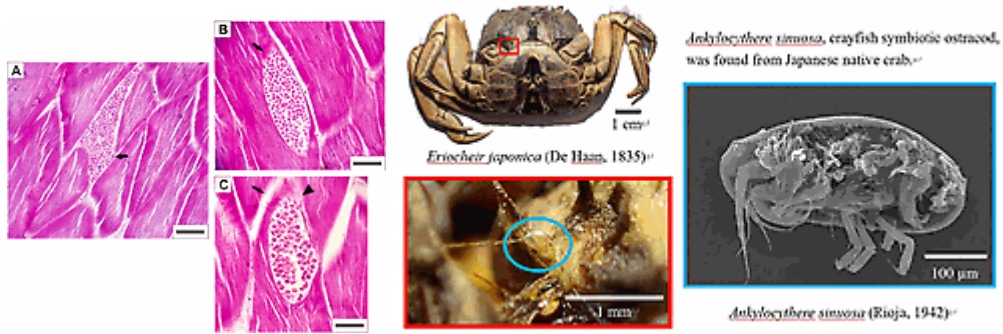 A
B
C
1 cm
Eriocheir japonica (De Haan, 1835)
1 mm
Ankylocythere sinuosa, crayfish symbiotic ostracod,
was found from Japanese native crab.
100 µm
Ankylocythere sinuosa (Rioja, 1942)